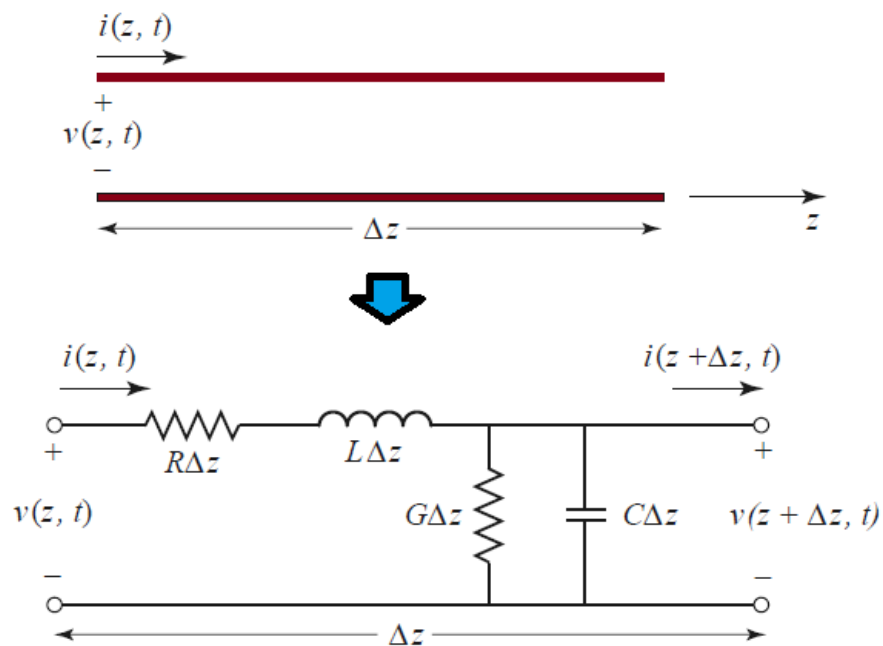 i(z, t)
+
v(z, t)
−
z
Δz
i(z, t)
i(z +Δz, t)
+
RΔz
LΔz
+
v(z, t)
GΔz
CΔz
v(z + Δz, t)
−
−
Δz